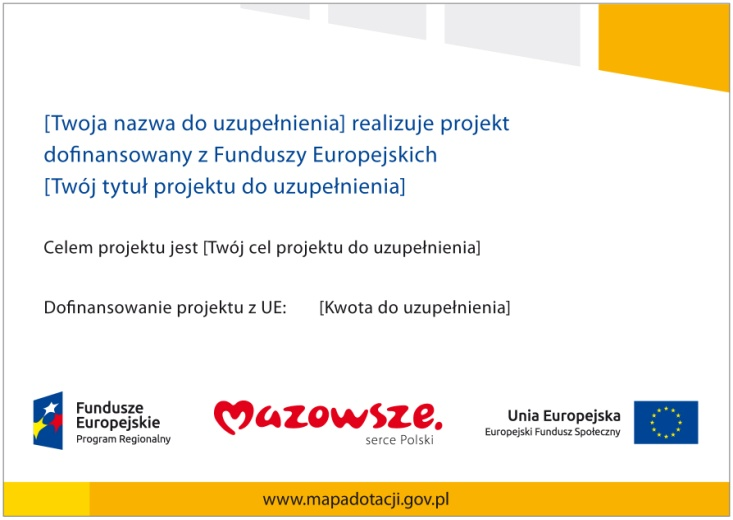 [Twoja nazwa do uzupełnienia] realizuje projekt
dofinansowany z Funduszy Europejskich
[Twój tytuł projektu do uzupełnienia]
Celem projektu jest [Twój cel projektu do uzupełnienia]
Dofinansowanie projektu z UE: [Kwota do uzupełnienia]
Fundusze
Europejskie
Program Regionalny
Mazowsze.
serce Polski
Unia Europejska
Europejski Fundusz Społeczny
www.mapadotacji.gov.pl